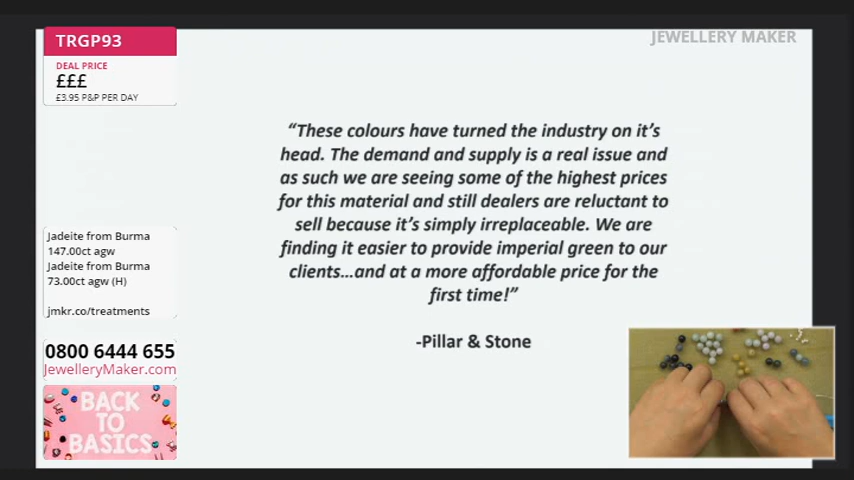 TRGP93
DEAL PRICE
£££
£3.95 P&P PER DAY
JEWELLERY MAKER
“These colours have turned the industry on it’s
head. The demand and supply is a real issue and
as such we are seeing some of the highest prices
for this material and still dealers are reluctant to
sell because it’s simply irreplaceable. We are
finding it easier to provide imperial green to our
clients...and at a more affordable price for the
first time!”
-Pillar & Stone
Jadeite from Burma
147.00ct agw
Jadeite from Burma
73.00ct agw (H)
jmkr.co/treatments
0800 6444 655
JewelleryMaker.com
BACK
TO
BASICS